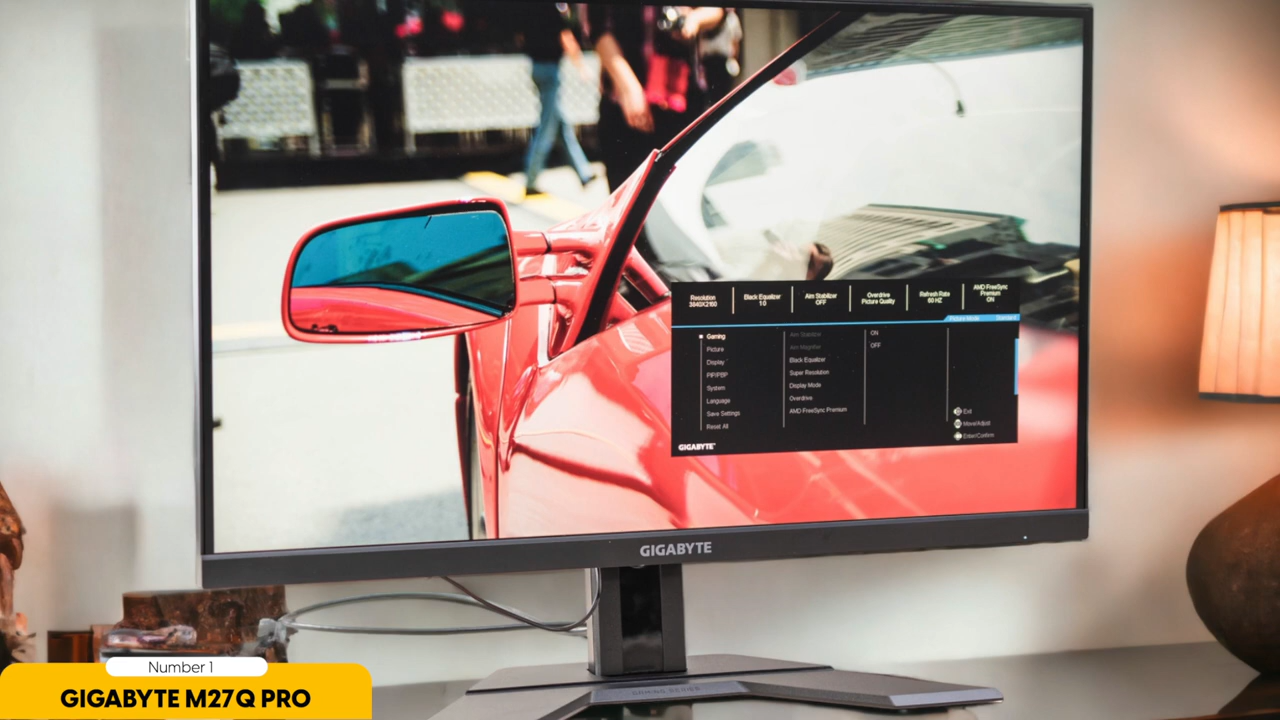 Resolution
3840X2160
Black Equalizer
10
Aim Stabilizer
OFF
Overdrive
Picture Quality
Refresh Rate
60 HZ
AMD FreeSync
Premium
ON
Picture Mode Standard
Gaming
Picture
Display
PIP/PBP
System
Language
Save Settings
Reset All
Aim Stabilizer
Aim Magnifier
Black Equalizer
Super Resolution
Display Mode
Overdrive
AMD FreeSync Premium
ON
OFF
Exit
Move/Adjust
Enter/Confirm
GIGABYTE™
GIGABYTE
GAMING SERIES
Number 1
GIGABYTE M27Q PRO